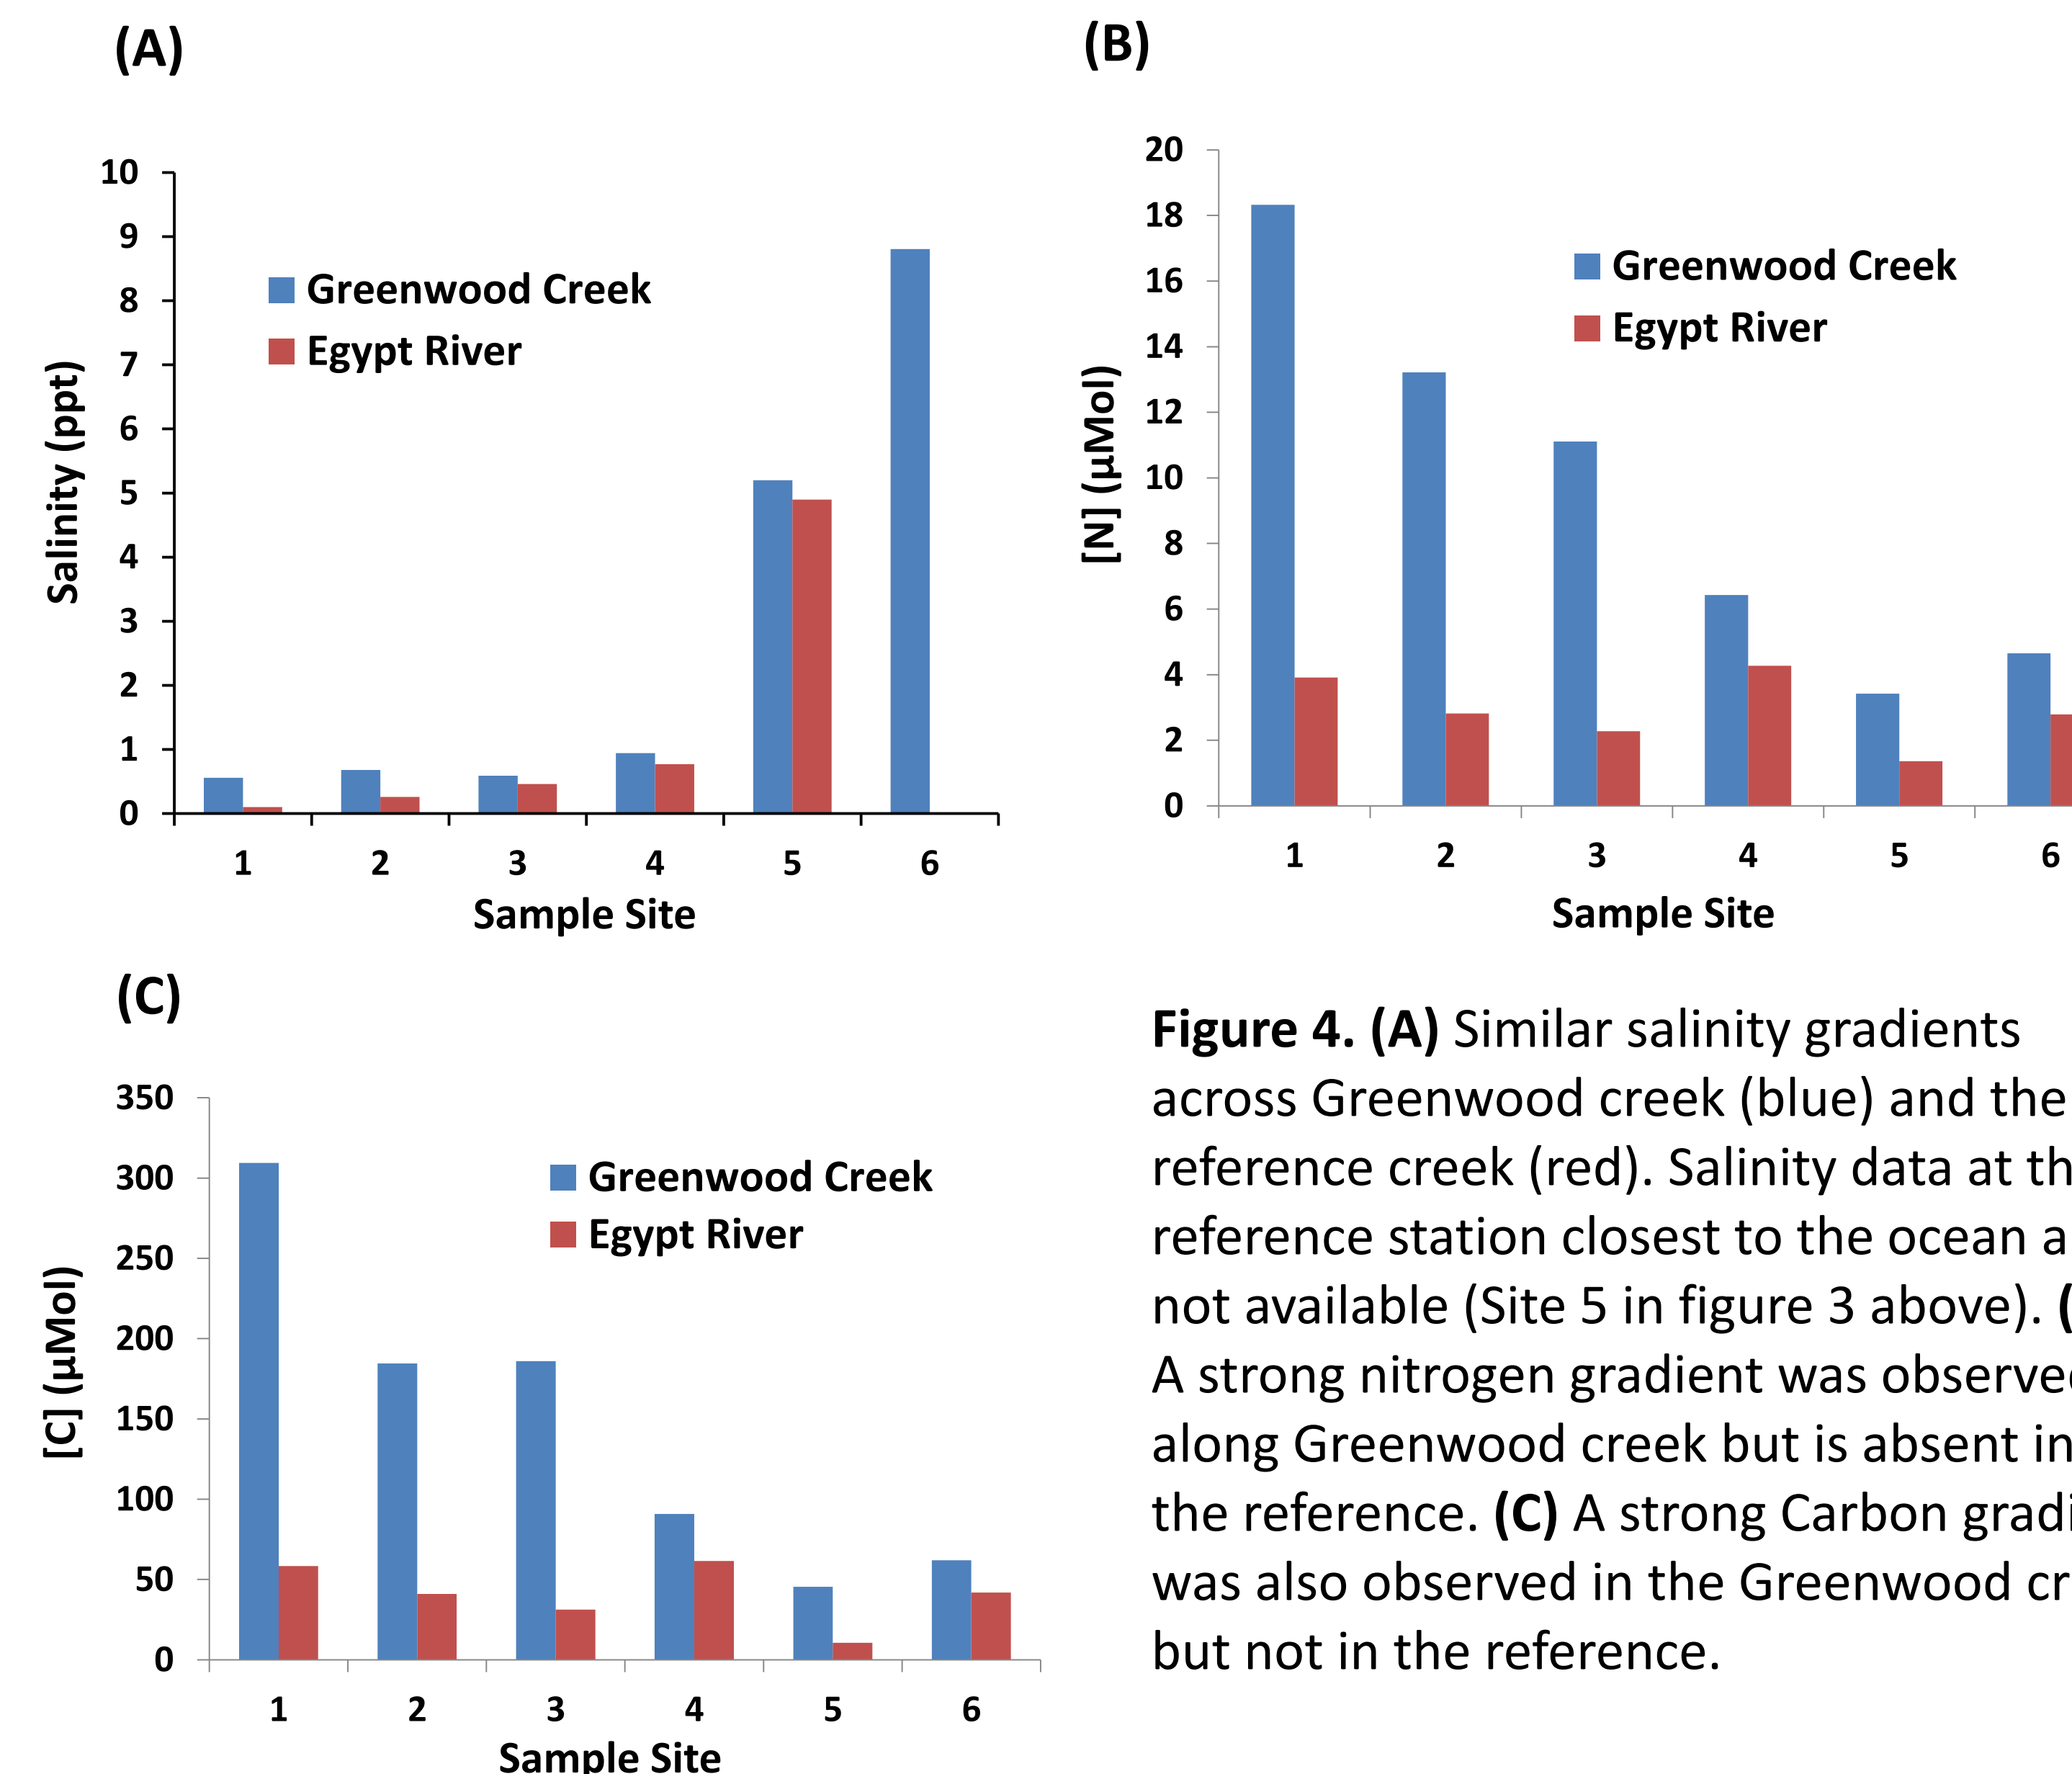 (A)
10
9
8
7
6
5
4
3
2
1
0
Salinity (ppt)
Greenwood Creek
Egypt River
1 2 3 4 5 6
Sample Site
(B)
20
18
16
14
12
10
8
6
4
2
0
[N] (µMol)
Greenwood Creek
Egypt River
1 2 3 4 5 6
Sample Site
(C)
350
300
250
200
150
100
50
0
[C] (µMol)
Greenwood Creek
Egypt River
1 2 3 4 5 6
Sample Site
Figure 4. (A) Similar salinity gradients
across Greenwood creek (blue) and the
reference creek (red). Salinity data at
reference station closest to the ocean
not available (Site 5 in figure 3 above).
A strong nitrogen gradient was
along Greenwood creek but is absent in
the reference. (C) A strong Carbon
was also observed in the Greenwood
but not in the reference.